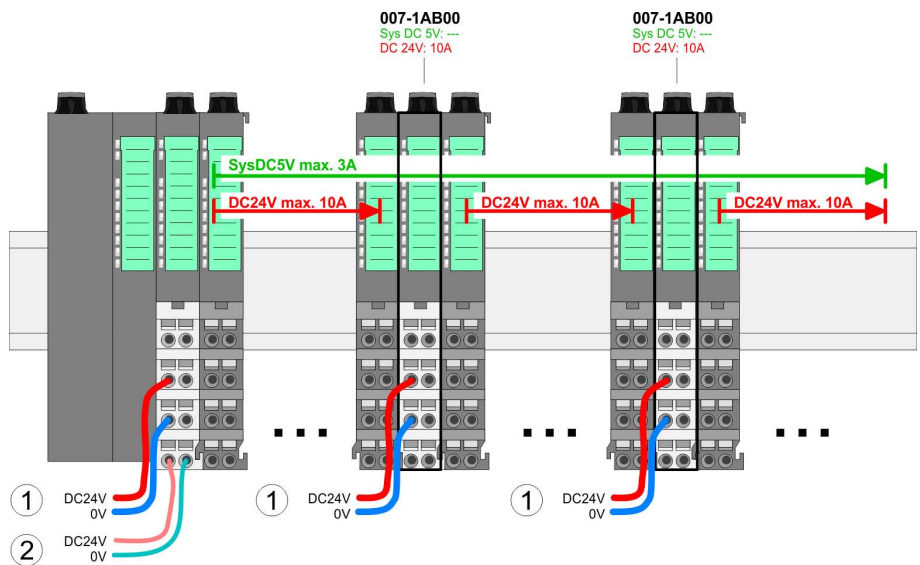 007-1AB00
Sys DC 5V: ---
DC 24V: 10A
007-1AB00
Sys DC 5V: ---
DC 24V: 10A
SysDC5V max. 3A
DC24V max. 10A
DC24V max. 10A
DC24V max. 10A
1
DC24V
0V
1
DC24V
0V
1
DC24V
0V
2
DC24V
0V